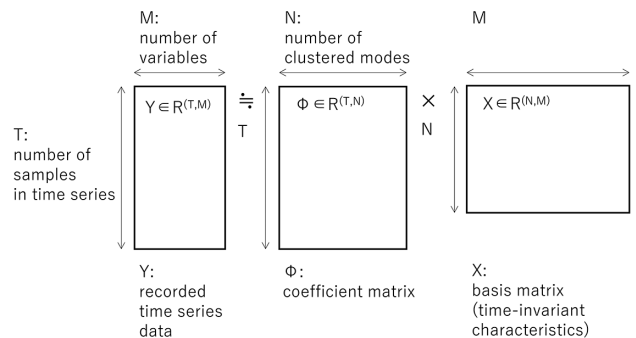 M:
number of
variables
N:
number of
clustered modes
M
Y∈R(T,M)
≒
Φ∈R(T,N)
×
X∈R(N,M)
T
N
T:
number of
samples
in time series
Y:
recorded
time series
data
Φ:
coefficient matrix
X:
basis matrix
(time-invariant
characteristics)